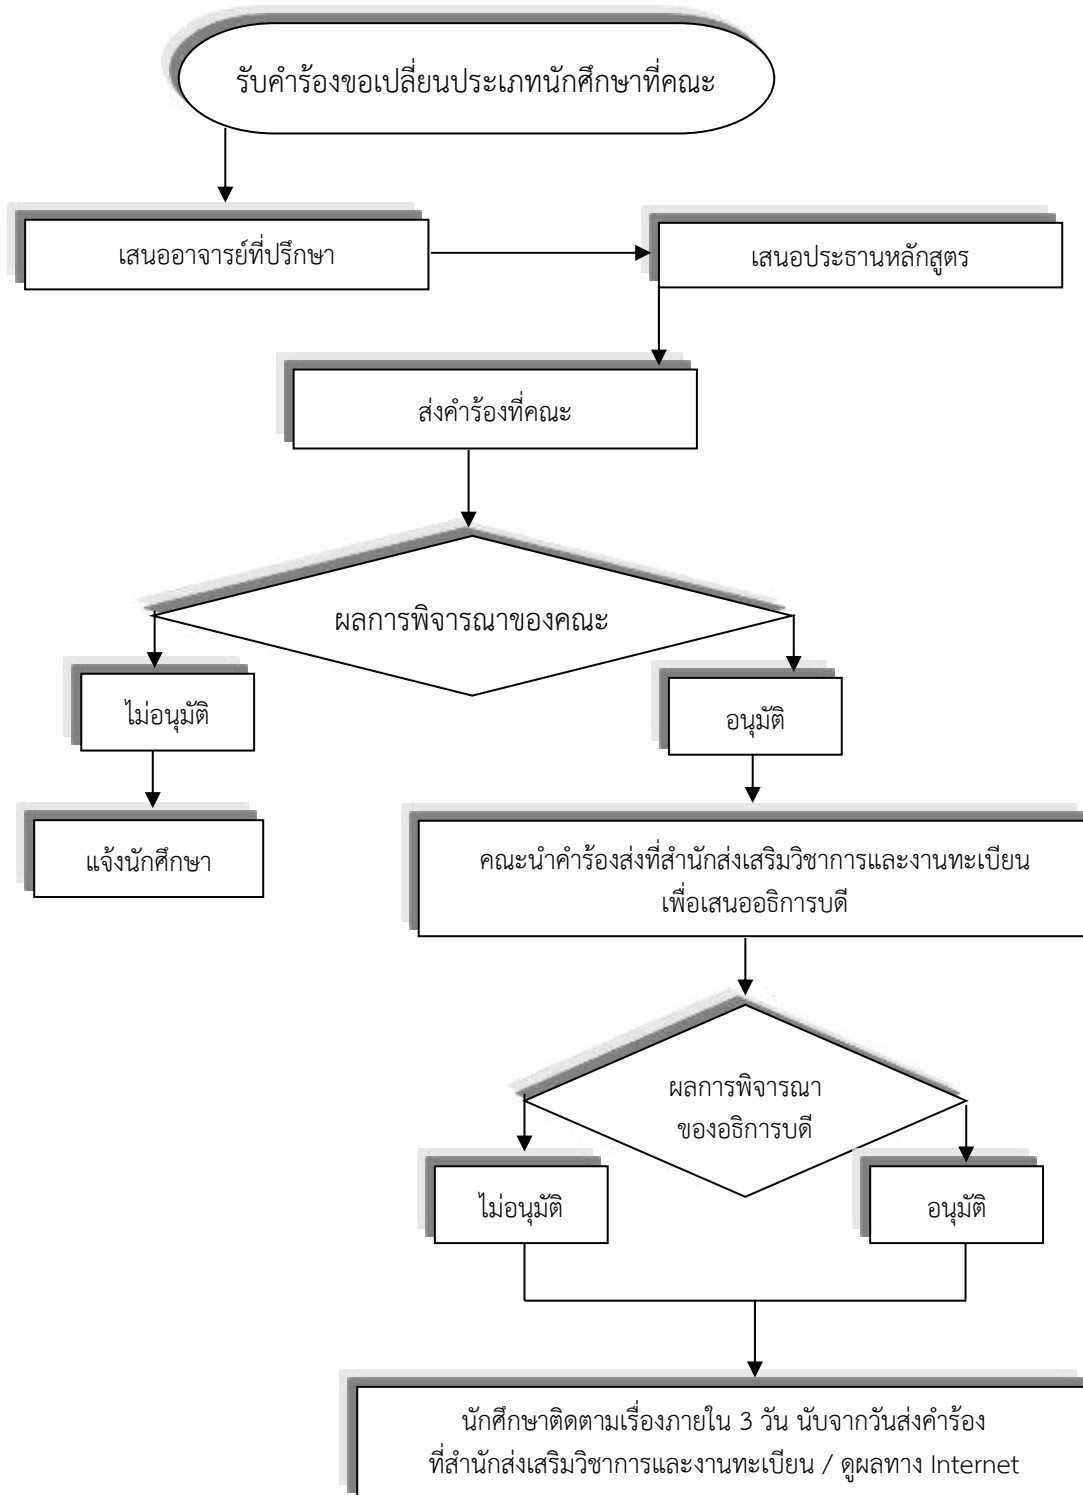 รับคำร้องขอเปลี่ยนประเภทนักศึกษาที่คณะ
เสนออาจารย์ที่ปรึกษา
เสนอประธานหลักสูตร
ส่งคำร้องที่คณะ
ผลการพิจารณาของคณะ
ไม่อนุมัติ
อนุมัติ
แจ้งนักศึกษา
คณะนำคำร้องส่งที่สำนักส่งเสริมวิชาการและงานทะเบียน
เพื่อเสนออธิการบดี
ผลการพิจารณา
ของอธิการบดี
ไม่อนุมัติ
อนุมัติ
นักศึกษาติดตามเรื่องภายใน 3 วัน นับจากวันส่งคำร้อง
ที่สำนักส่งเสริมวิชาการและงานทะเบียน / ดูผลทาง Internet